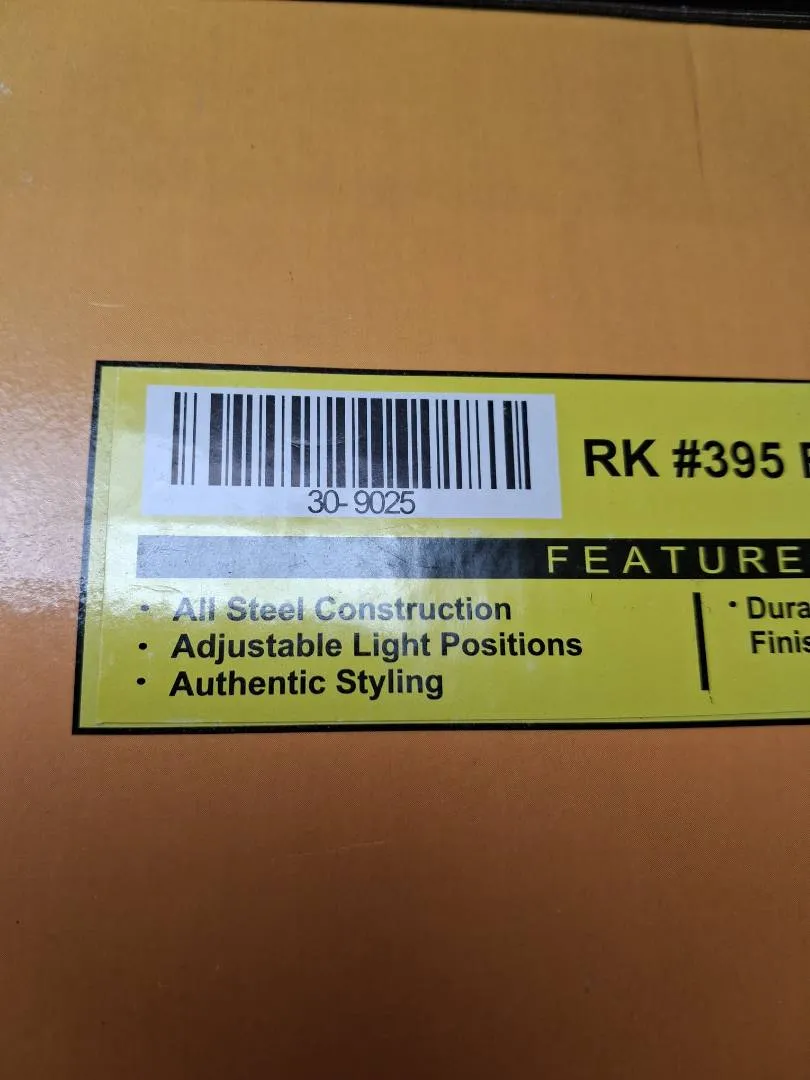 30-9025
RK #395
FEATURE
• All Steel Construction
• Adjustable Light Positions
• Authentic Styling
• Dura
Finis